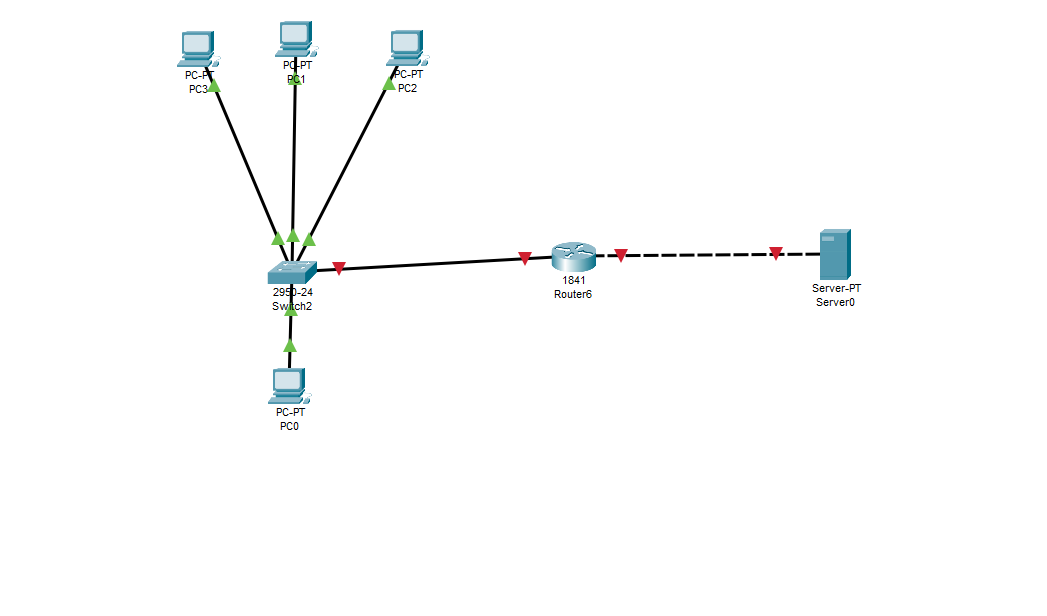 PC-PT
PC3
PC-PT
PC1
PC-PT
PC2
2950-24
Switch2
1841
Router6
Server-PT
Server0
PC-PT
PC0